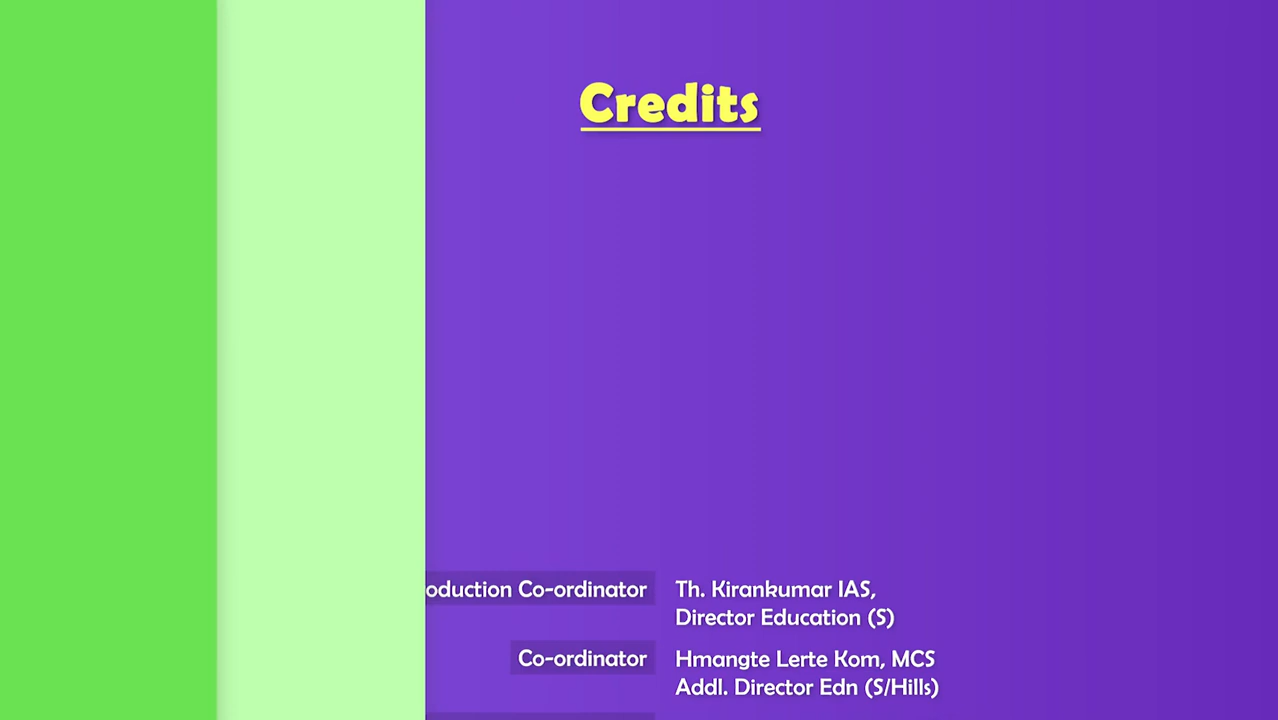 Credits
oduction Co-ordinator Th. Kirankumar IAS,
Director Education (S)
Co-ordinator Hmangte Lerte Kom, MCS
Addl. Director Edn (S/Hills)